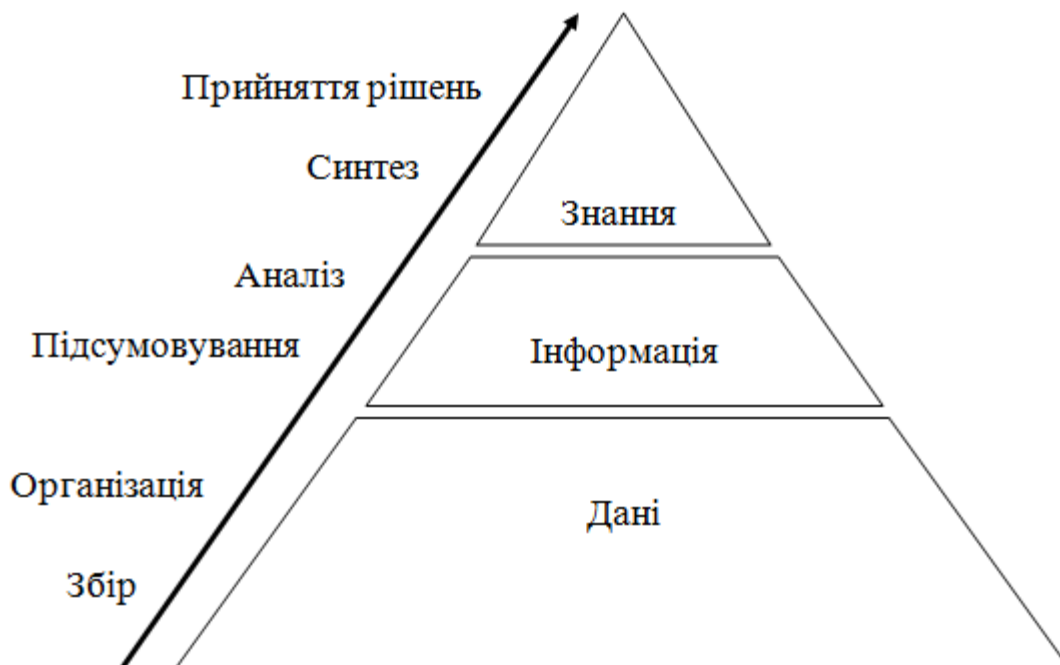 Прийняття рішень
Синтез
Знання
Аналіз
Підсумовування
Інформація
Організація
Дані
Збір